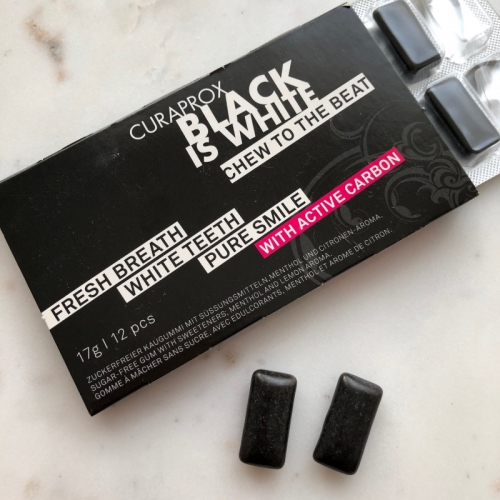 CURAPROX
BLACK
IS WHITE
CHEW TO THE BEAT
FRESH BREATH
WHITE TEETH
PURE SMILE
WITH ACTIVE CARBON
17g | 12 pcs
ZUCKERFREIER KAUGUMMI MIT SÜSSUNGSMITTELN, MENTHOL UND CITRONEN-AROMA.
SUGAR-FREE GUM WITH SWEETENERS, MENTHOL AND LEMON AROMA.
GOMME À MÂCHER SANS SUCRE, AVEC EDULCORANTS, MENTHOL ET AROME DE CITRON.